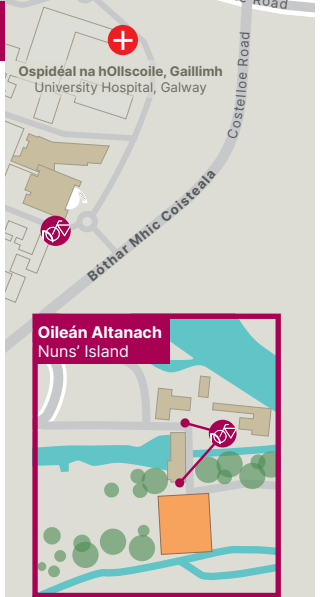 Road
Ospidéal na hOllscoile, Gaillimh
University Hospital, Galway
Costelloe Road
Bóthar Mhic Coisteala
Oileán Altanach
Nuns' Island